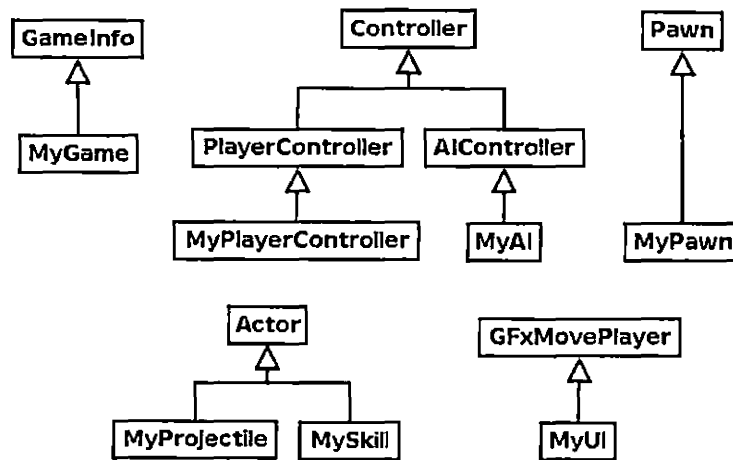 GameInfo
Controller
Pawn
MyGame
PlayerController
AIController
MyPlayerController
MyAI
MyPawn
Actor
GFxMovePlayer
MyProjectile
MySkill
MyUI